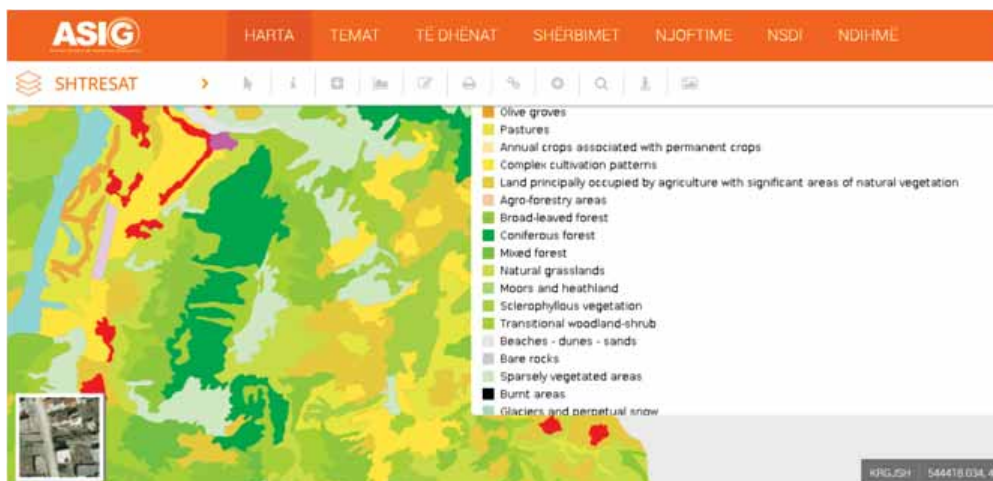 ASIG
HARTA TEMAT TË DHËNAT SHËRBIMET NJOFTIME NSDI NDIHMË
SHTRESAT
Olive groves
Pastures
Annual crops associated with permanent crops
Complex cultivation patterns
Land principally occupied by agriculture with significant areas of natural vegetation
Agro-forestry areas
Broad-leaved forest
Coniferous forest
Mixed forest
Natural grasslands
Moors and heathland
Sclerophyllous vegetation
Transitional woodland-shrub
Beaches - dunes - sands
Bare rocks
Sparsely vegetated areas
Burnt areas
Glaciers and perpetual snow
KRGJSH 544418.034, 4